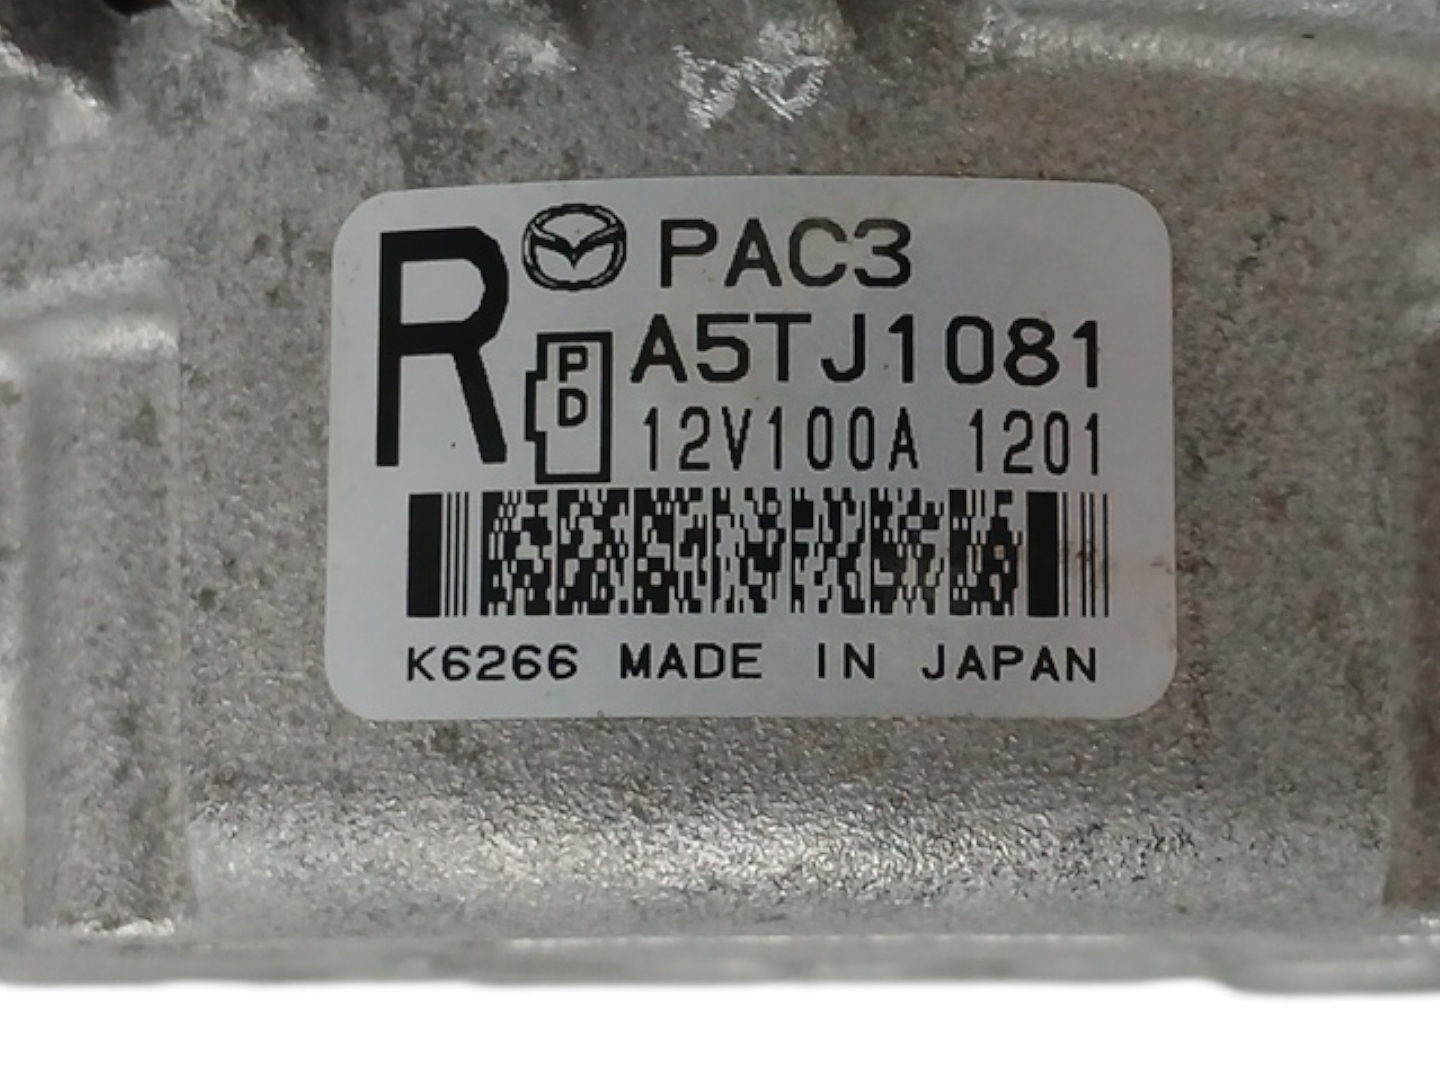 R PAC3
PD A5TJ1081
12V100A 1201
K6266 MADE IN JAPAN